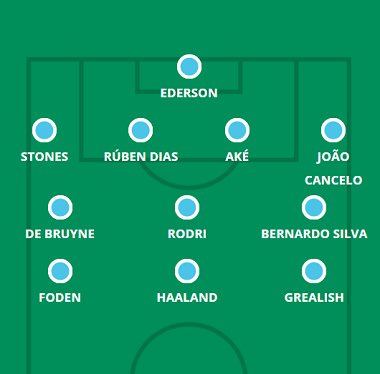 EDERSON
STONES
RÚBEN DIAS
AKÉ
JOÃO
CANCELO
DE BRUYNE
RODRI
BERNARDO SILVA
FODEN
HAALAND
GREALISH